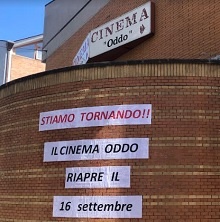 CINEMA
"Oddo"
STIAMO TORNANDO!!
IL CINEMA ODDO
RIAPRE IL
16 settembre